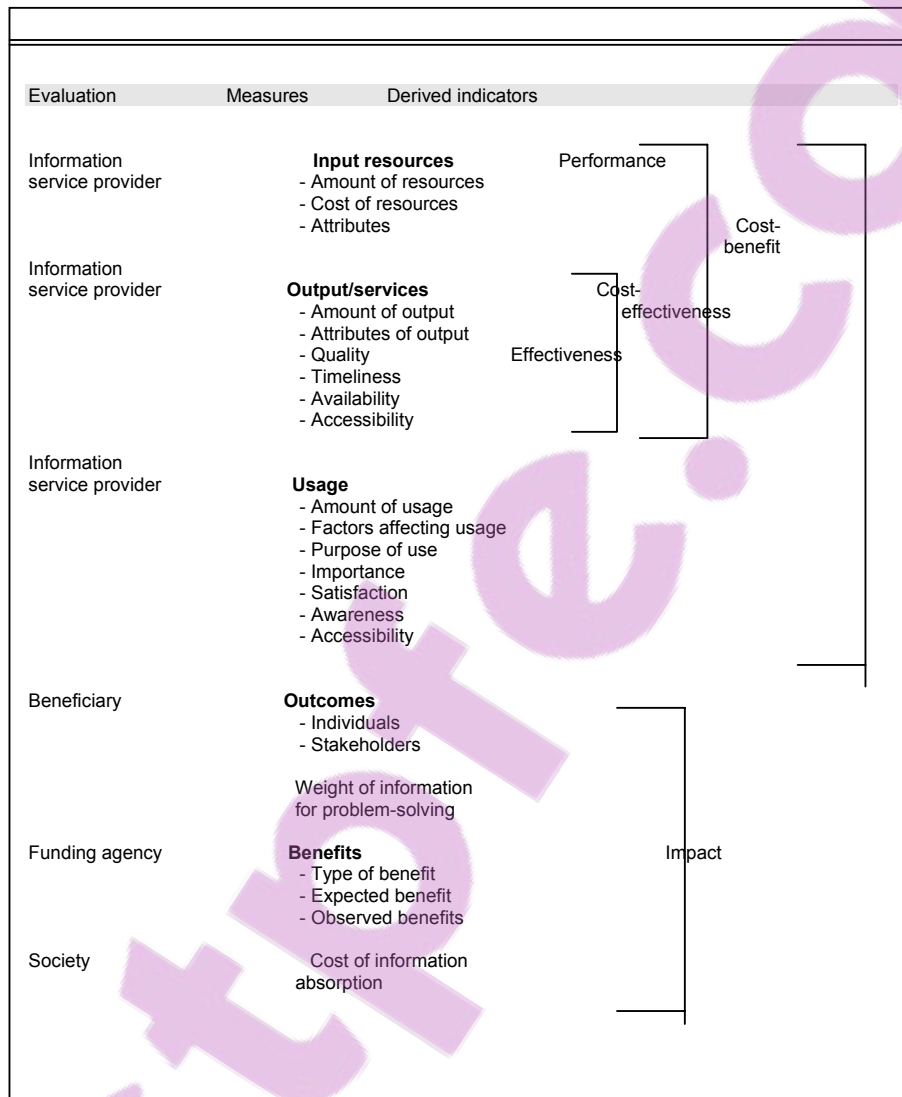 Evaluation Measures Derived indicators
Information Input resources Performance
service provider - Amount of resources
- Cost of resources
- Attributes Cost-
benefit
Information
service provider Output/services Cost-
- Amount of output effectiveness
- Attributes of output
- Quality Effectiveness
- Timeliness
- Availability
- Accessibility
Information
service provider Usage
- Amount of usage
- Factors affecting usage
- Purpose of use
- Importance
- Satisfaction
- Awareness
- Accessibility
Beneficiary Outcomes
- Individuals
- Stakeholders
Weight of information
for problem-solving
Funding agency Benefits Impact
- Type of benefit
- Expected benefit
- Observed benefits
Society Cost of information
absorption
tpfe.co